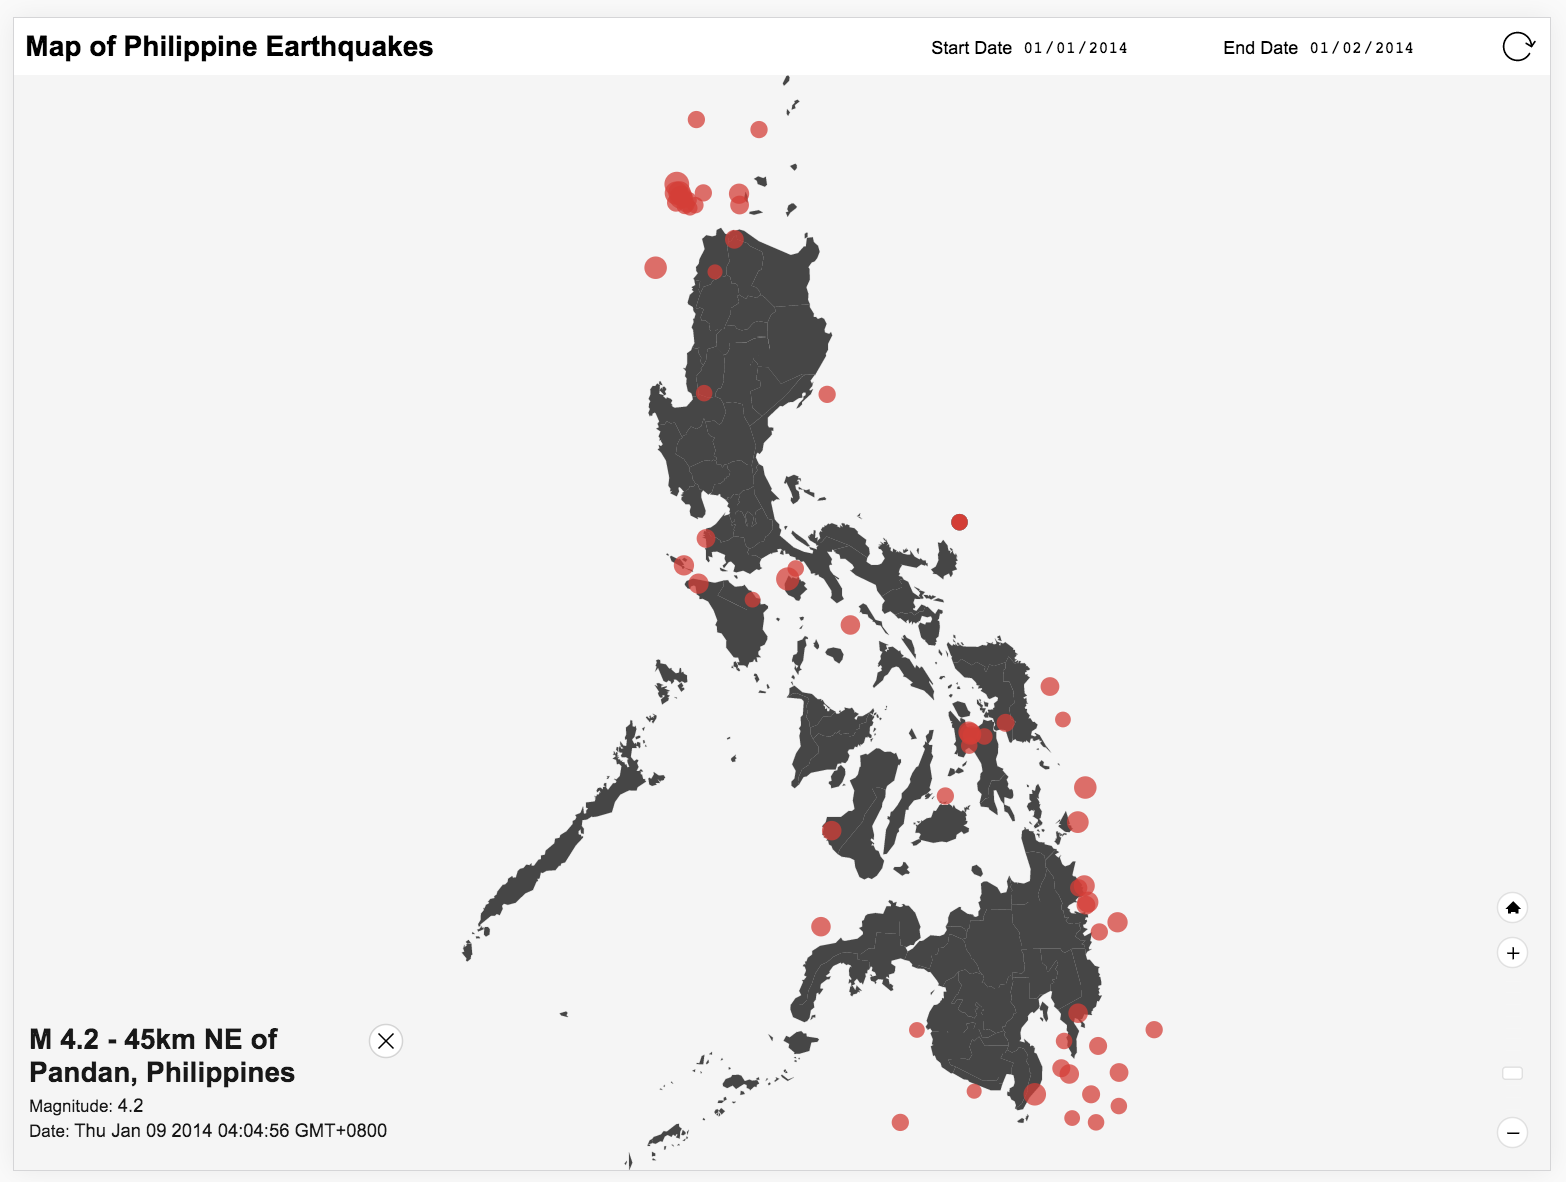 Map of Philippine Earthquakes
Start Date 01/01/2014
End Date 01/02/2014
M 4.2 - 45km NE of
Pandan, Philippines
Magnitude: 4.2
Date: Thu Jan 09 2014 04:04:56 GMT+0800